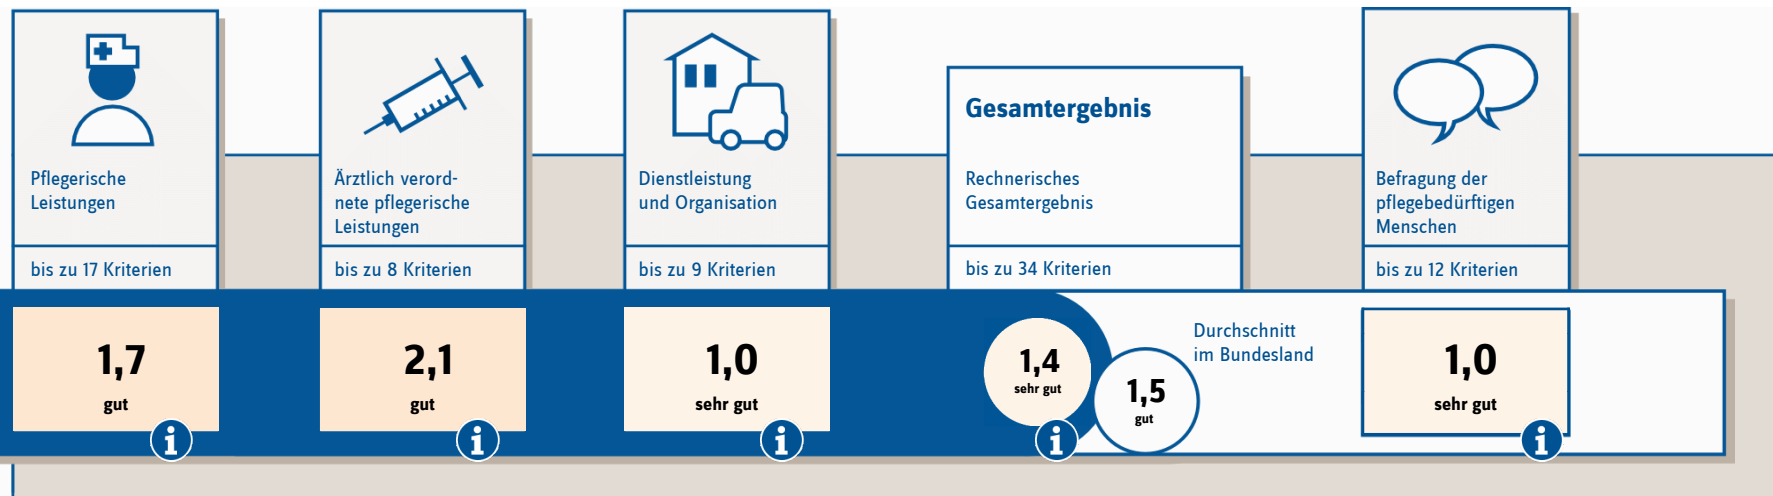 Pflegerische
Leistungen
bis zu 17 Kriterien
1,7
gut
i
Ärztlich verord-
nete pflegerische
Leistungen
bis zu 8 Kriterien
2,1
gut
i
Dienstleistung
und Organisation
bis zu 9 Kriterien
1,0
sehr gut
i
Gesamtergebnis
Rechnerisches
Gesamtergebnis
bis zu 34 Kriterien
1,4
sehr gut
i
1,5
gut
Durchschnitt
im Bundesland
Befragung der
pflegebedürftigen
Menschen
bis zu 12 Kriterien
1,0
sehr gut
i